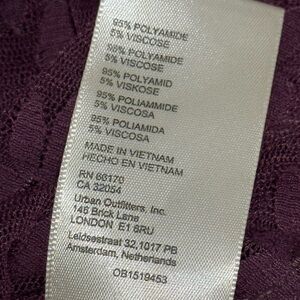 95% POLYAMIDE
5% VISCOSE
95% POLYAMIDE
5% VISCOSE
95% POLYAMID
5% VISKOSE
95% POLIAMMIDE
5% VISCOSA
95% POLIAMIDA
5% VISCOSA
MADE IN VIETNAM
HECHO EN VIETNAM
RN 66170
CA 32054
Urban Outfitters, Inc.
146 Brick Lane
LONDON E1 6RU
Leidsestraat 32,1017 PB
Amsterdam, Netherlands
OB1519453